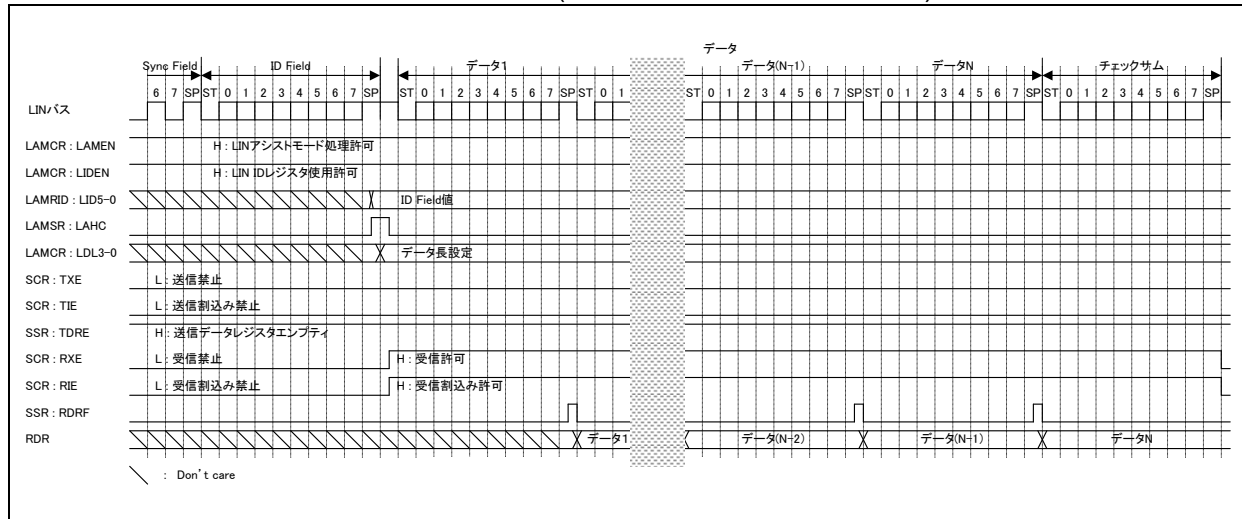 データ
Sync Field ID Field データ1 データ(N-1) データN チェックサム
6 7 SP ST 0 1 2 3 4 5 6 7 SP ST 0 1 2 3 4 5 6 7 SP ST 0 1 ST 0 1 2 3 4 5 6 7 SP ST 0 1 2 3 4 5 6 7 SP ST 0 1 2 3 4 5 6 7 SP
LINバス
LAMCR : LAMEN H : LINアシストモード処理許可
LAMCR : LIDEN H : LIN IDレジスタ使用許可
LAMRID : LID5-0 ID Field値
LAMSR : LAHC
LAMCR : LDL3-0 データ長設定
SCR : TXE L : 送信禁止
SCR : TIE L : 送信割込み禁止
SSR : TDRE H : 送信データレジスタエンプティ
SCR : RXE L : 受信禁止 H : 受信許可
SCR : RIE L : 受信割込み禁止 H : 受信割込み許可
SSR : RDRF
RDR データ1 データ(N-2) データ(N-1) データN
: Don't care